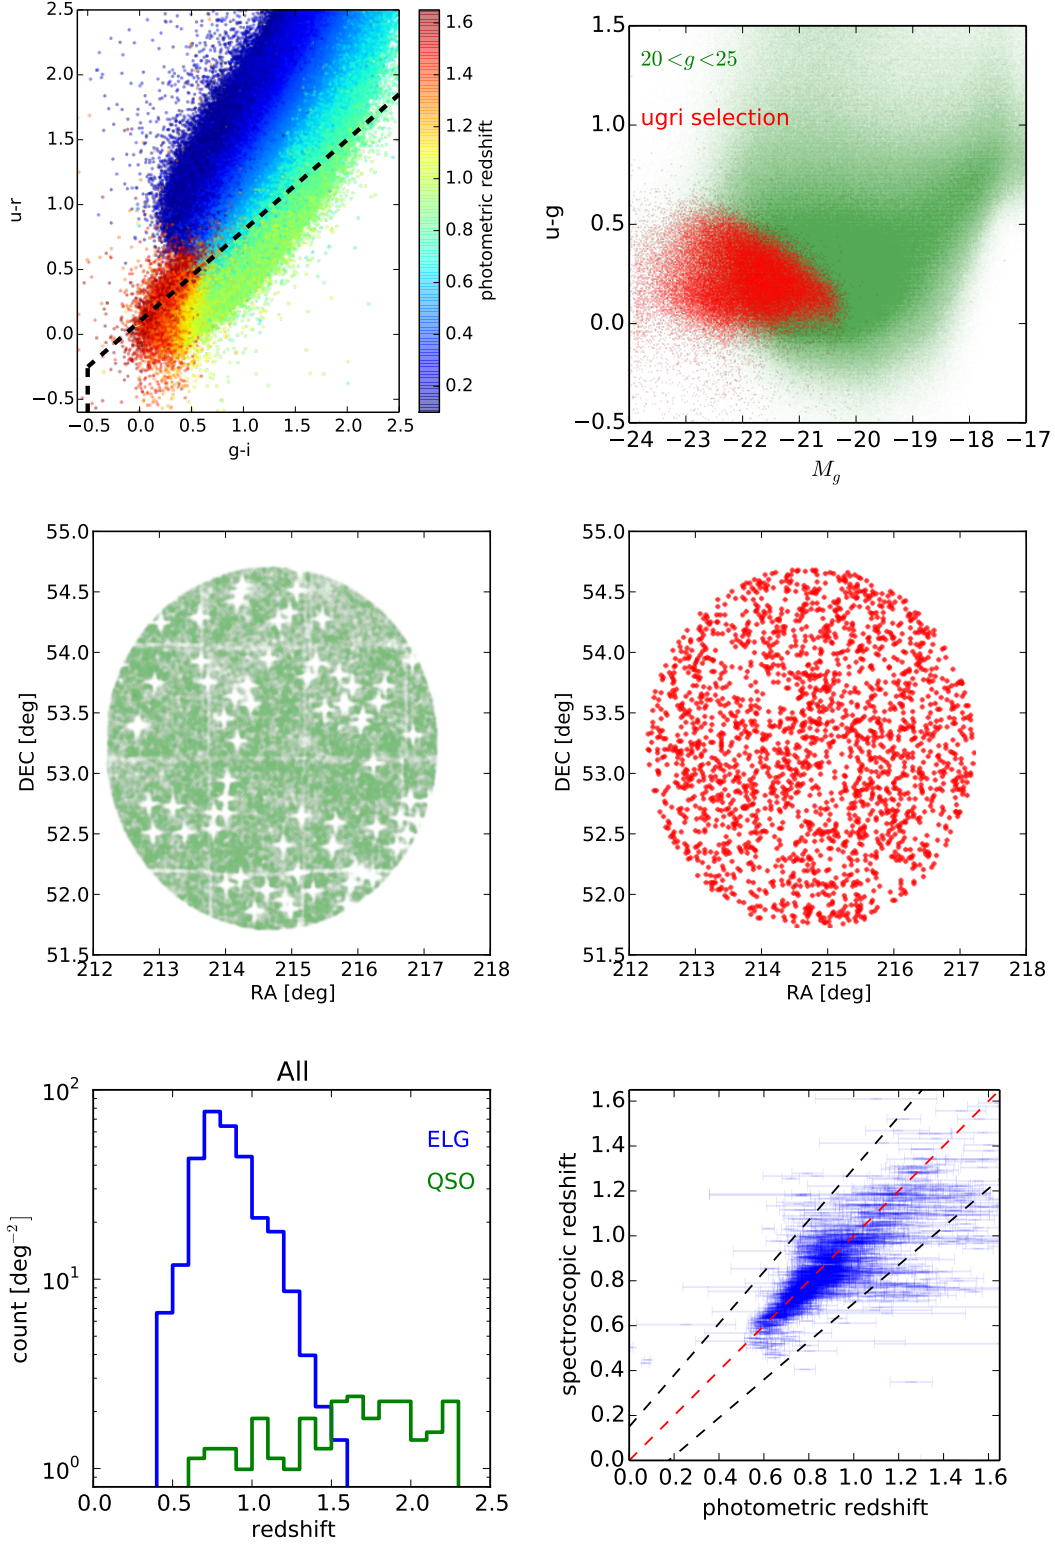 2.5
2.0
1.5
1.0
0.5
0.0
−0.5
u-r
−0.5 0.0 0.5 1.0 1.5 2.0 2.5
g-i
1.6
1.4
1.2
1.0
0.8
0.6
0.4
0.2
photometric redshift
1.5
1.0
0.5
0.0
−0.5
u-g
20 < g < 25
ugri selection
−24 −23 −22 −21 −20 −19 −18 −17
M_g
55.0
54.5
54.0
53.5
53.0
52.5
52.0
51.5
DEC [deg]
212 213 214 215 216 217 218
RA [deg]
55.0
54.5
54.0
53.5
53.0
52.5
52.0
51.5
DEC [deg]
212 213 214 215 216 217 218
RA [deg]
All
10²
10¹
10⁰
count [deg⁻²]
ELG
QSO
0.0 0.5 1.0 1.5 2.0 2.5
redshift
1.6
1.4
1.2
1.0
0.8
0.6
0.4
0.2
0.0
spectroscopic redshift
0.0 0.2 0.4 0.6 0.8 1.0 1.2 1.4 1.6
photometric redshift